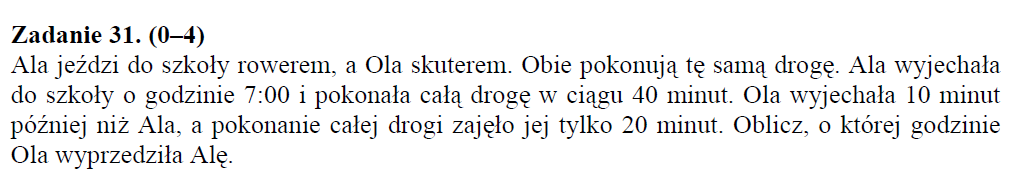 Zadanie 31. (0–4)
Ala jeździ do szkoły rowerem, a Ola skuterem. Obie pokonują tę samą drogę. Ala wyjechała
do szkoły o godzinie 7:00 i pokonała całą drogę w ciągu 40 minut. Ola wyjechała 10 minut
później niż Ala, a pokonanie całej drogi zajęło jej tylko 20 minut. Oblicz, o której godzinie
Ola wyprzedziła Alę.